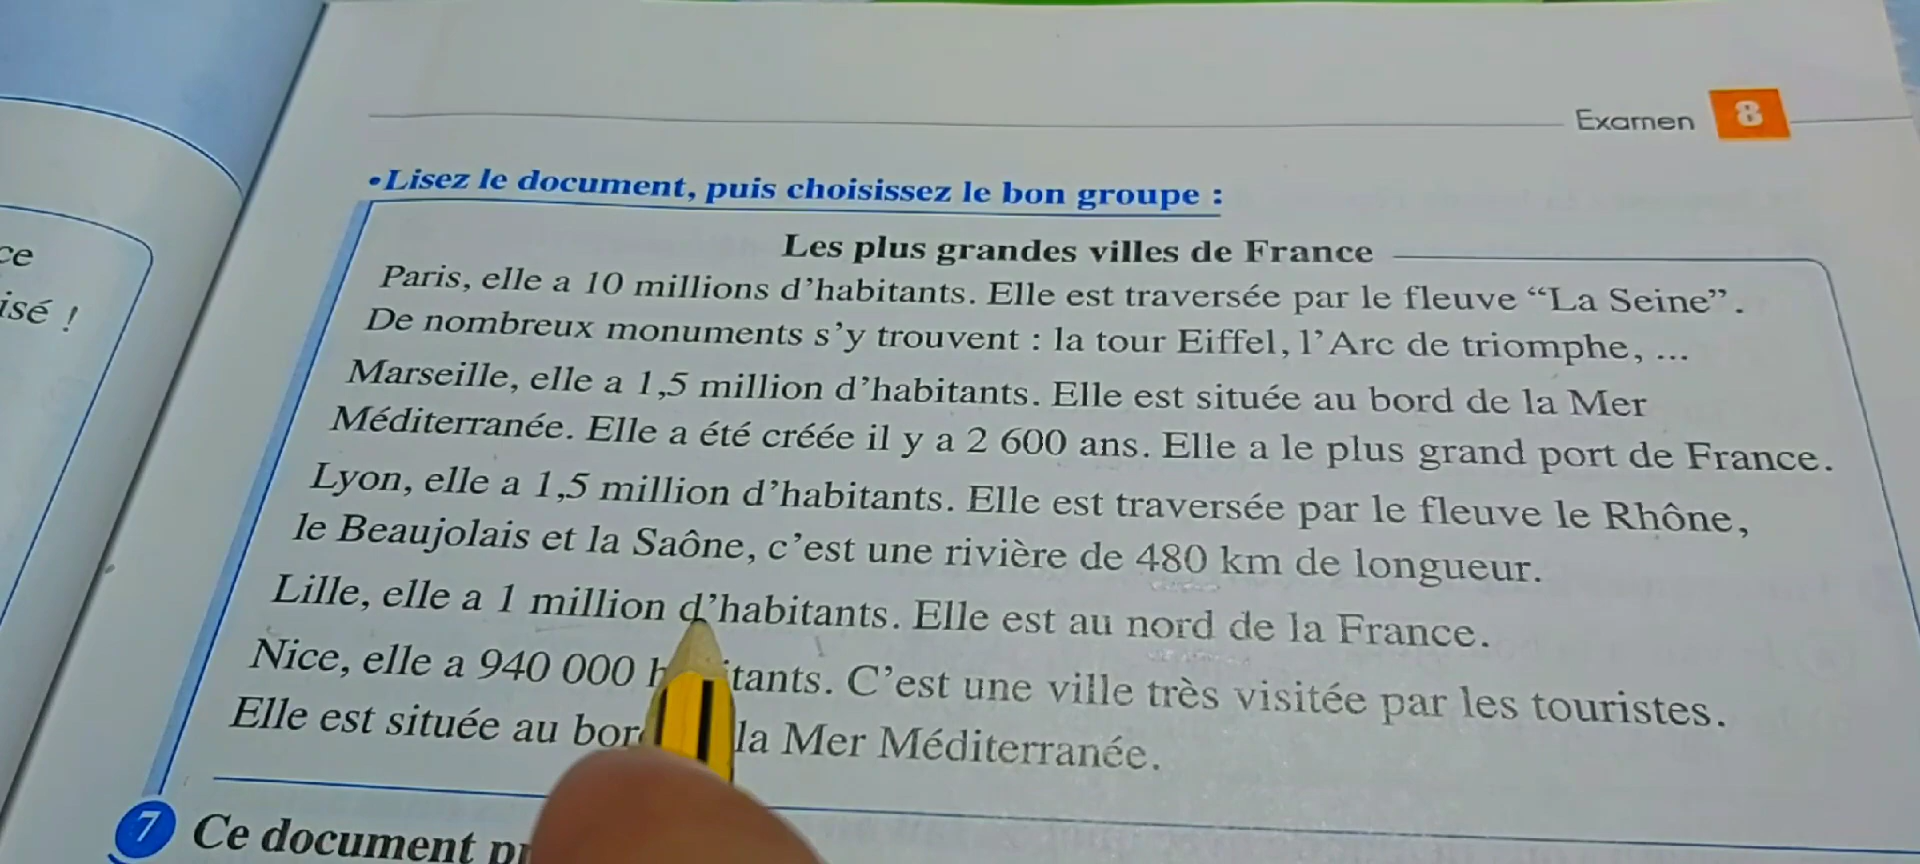 Examen 8
•Lisez le document, puis choisissez le bon groupe :
Les plus grandes villes de France
Paris, elle a 10 millions d’habitants. Elle est traversée par le fleuve “La Seine”.
De nombreux monuments s’y trouvent : la tour Eiffel, l’Arc de triomphe, ...
Marseille, elle a 1,5 million d’habitants. Elle est située au bord de la Mer
Méditerranée. Elle a été créée il y a 2 600 ans. Elle a le plus grand port de France.
Lyon, elle a 1,5 million d’habitants. Elle est traversée par le fleuve le Rhône,
le Beaujolais et la Saône, c’est une rivière de 480 km de longueur.
Lille, elle a 1 million d’habitants. Elle est au nord de la France.
Nice, elle a 940 000 tants. C’est une ville très visitée par les touristes.
Elle est située au la Mer Méditerranée.
7 Ce document
ce
isé !